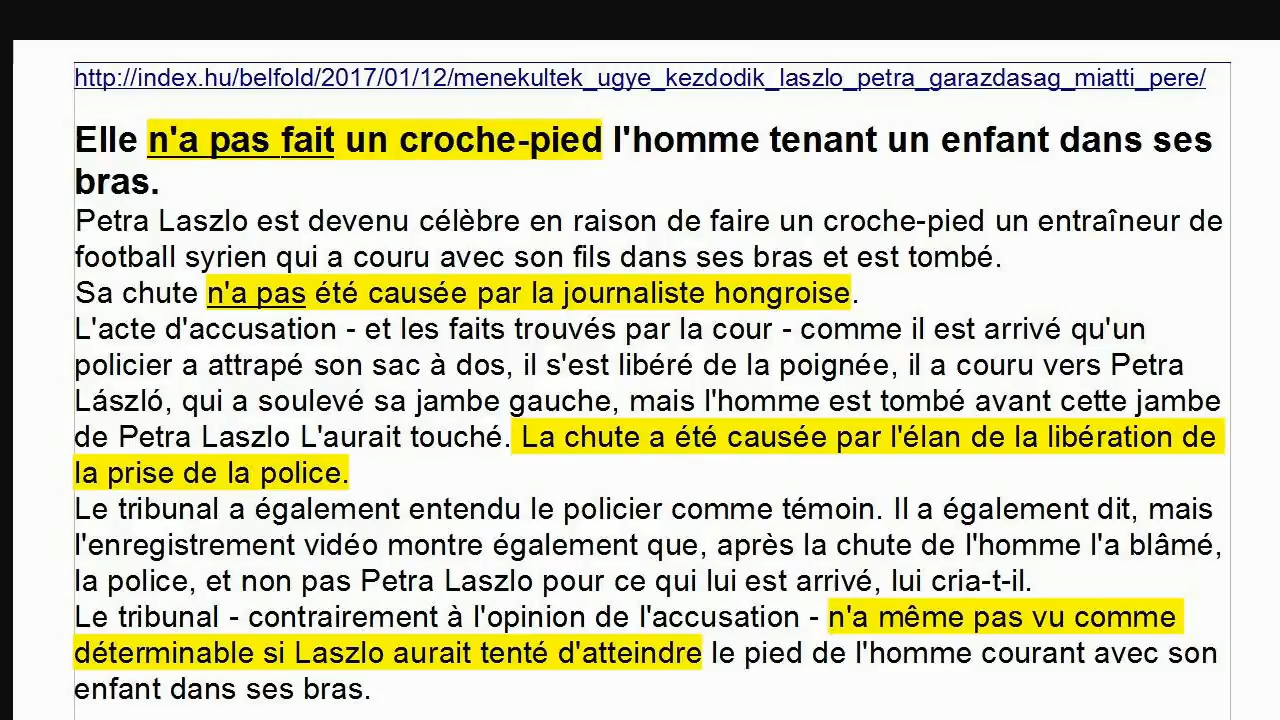 http://index.hu/belfold/2017/01/12/menekultek_ugye_kezdodik_laszlo_petra_garazdasag_miatti_pere/
Elle n'a pas fait un croche-pied l'homme tenant un enfant dans ses
bras.
Petra Laszlo est devenu célèbre en raison de faire un croche-pied un entraîneur de
football syrien qui a couru avec son fils dans ses bras et est tombé.
Sa chute n'a pas été causée par la journaliste hongroise.
L'acte d'accusation - et les faits trouvés par la cour - comme il est arrivé qu'un
policier a attrapé son sac à dos, il s'est libéré de la poignée, il a couru vers Petra
László, qui a soulevé sa jambe gauche, mais l'homme est tombé avant cette jambe
de Petra Laszlo L'aurait touché. La chute a été causée par l'élan de la libération de
la prise de la police.
Le tribunal a également entendu le policier comme témoin. Il a également dit, mais
l'enregistrement vidéo montre également que, après la chute de l'homme l'a blâmé,
la police, et non pas Petra Laszlo pour ce qui lui est arrivé, lui cria-t-il.
Le tribunal - contrairement à l'opinion de l'accusation - n'a même pas vu comme
déterminable si Laszlo aurait tenté d'atteindre le pied de l'homme courant avec son
enfant dans ses bras.